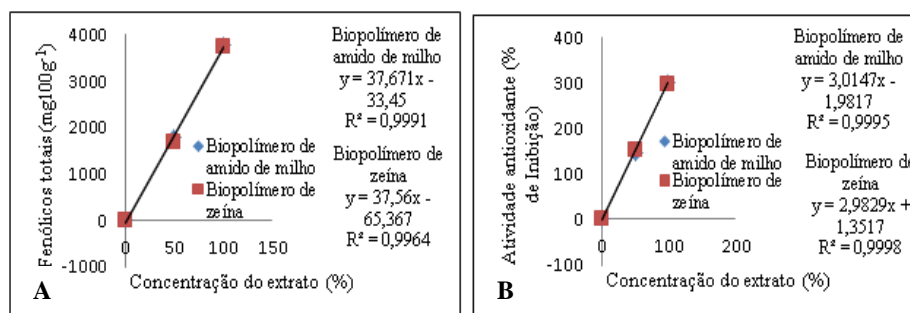 4000
3000
2000
1000
0
-1000
0
50
100
150
Fenólicos totais (mg100g⁻¹)
Concentração do extrato (%)
Biopolímero de
amido de milho
Biopolímero de
zeína
Biopolímero de
amido de milho
y = 37,671x -
33,45
R² = 0,9991
Biopolímero de
zeína
y = 37,56x -
65,367
R² = 0,9964
A
400
300
200
100
0
-100
0
100
200
Atividade antioxidante (%
de Inibição)
Concentração do extrato (%)
Biopolímero de
amido de milho
Biopolímero de
zeína
Biopolímero de
amido de milho
y = 3,0147x -
1,9817
R² = 0,9995
Biopolímero de
zeína
y = 2,9829x +
1,3517
R² = 0,9998
B